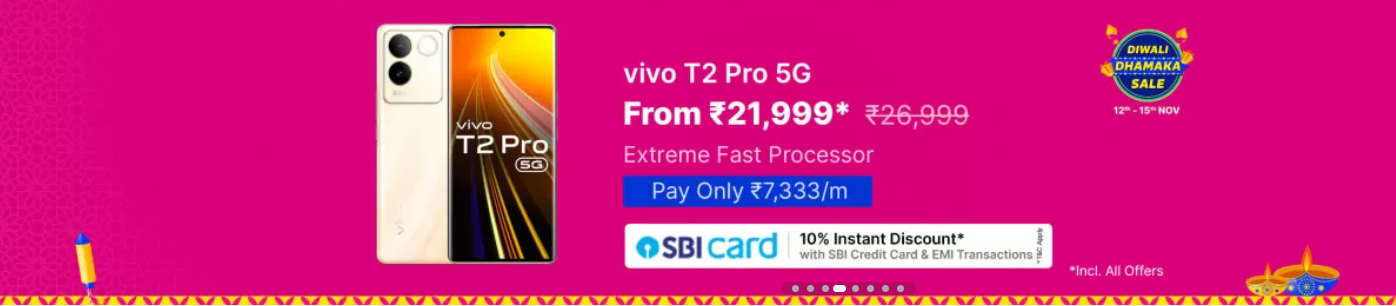 vivo
T2 Pro
5G
vivo T2 Pro 5G
From ₹21,999* ₹26,999
Extreme Fast Processor
Pay Only ₹7,333/m
SBI card
10% Instant Discount*
with SBI Credit Card & EMI Transactions
*T&C Apply
*Incl. All Offers
DIWALI
DHAMAKA
SALE
12th - 15th NOV